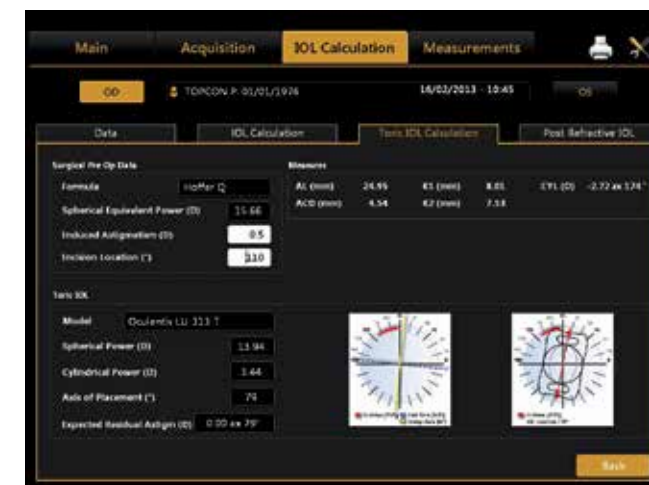 Main Acquisition IOL Calculation Measurements
OD TOPCON P. 01/01/1976 16/02/2013 - 10:45 OS
Data IOL Calculation Toric IOL Calculation Post Refractive IOL
Surgical Pre Op Data Measures
Formula Hoffer Q AL (mm) 24.95 K1 (mm) 8.01 CYL (D) -2.72 ax 174°
Spherical Equivalent Power (D) 15.66 ACD (mm) 4.54 K2 (mm) 7.53
Induced Astigmatism (D) 0.5
Incision Location (°) 110
Toric IOL
Model Oculentis LU 313 T
Spherical Power (D) 13.94
Cylindrical Power (D) 3.44
Axis of Placement (°) 79
Expected Residual Astigm (D) 0.00 ax 79°
Back